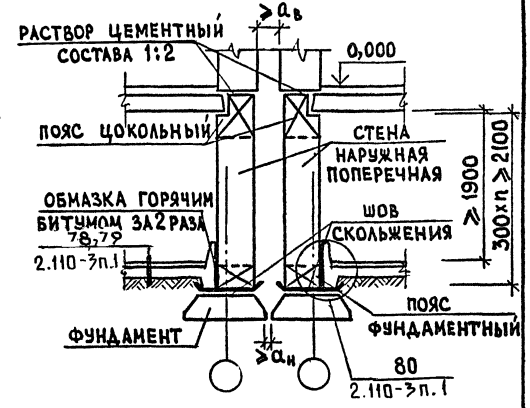 ≥aв
РАСТВОР ЦЕМЕНТНЫЙ
СОСТАВА 1:2
0,000
ПОЯС ЦОКОЛЬНЫЙ
СТЕНА
НАРУЖНАЯ
ПОПЕРЕЧНАЯ
≥1900
300×n≥2100
ОБМАЗКА ГОРЯЧИМ
БИТУМОМ ЗА 2 РАЗА
78,79
2.110-3п.1
ШОВ
СКОЛЬЖЕНИЯ
ПОЯС
ФУНДАМЕНТНЫЙ
ФУНДАМЕНТ
≥aн
80
2.110-3п.1